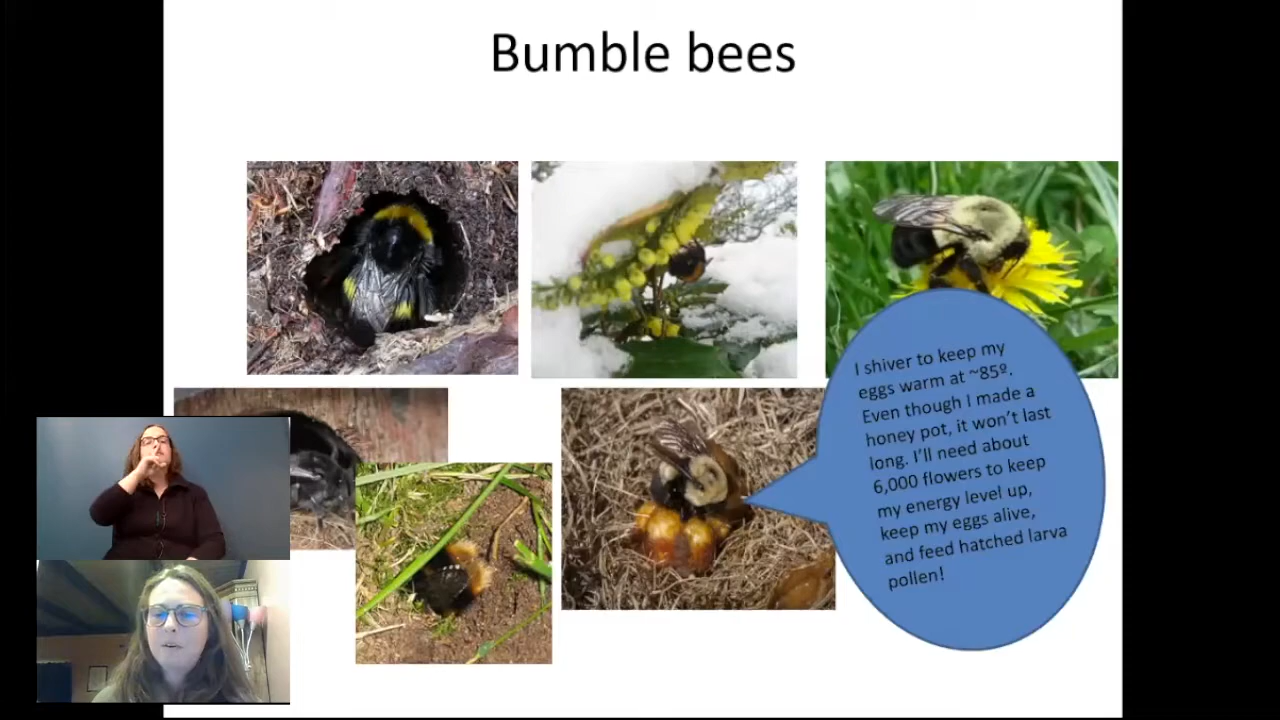 Bumble bees
I shiver to keep my
eggs warm at ~85º.
Even though I made a
honey pot, it won't last
long. I'll need about
6,000 flowers to keep
my energy level up,
keep my eggs alive,
and feed hatched larva
pollen!